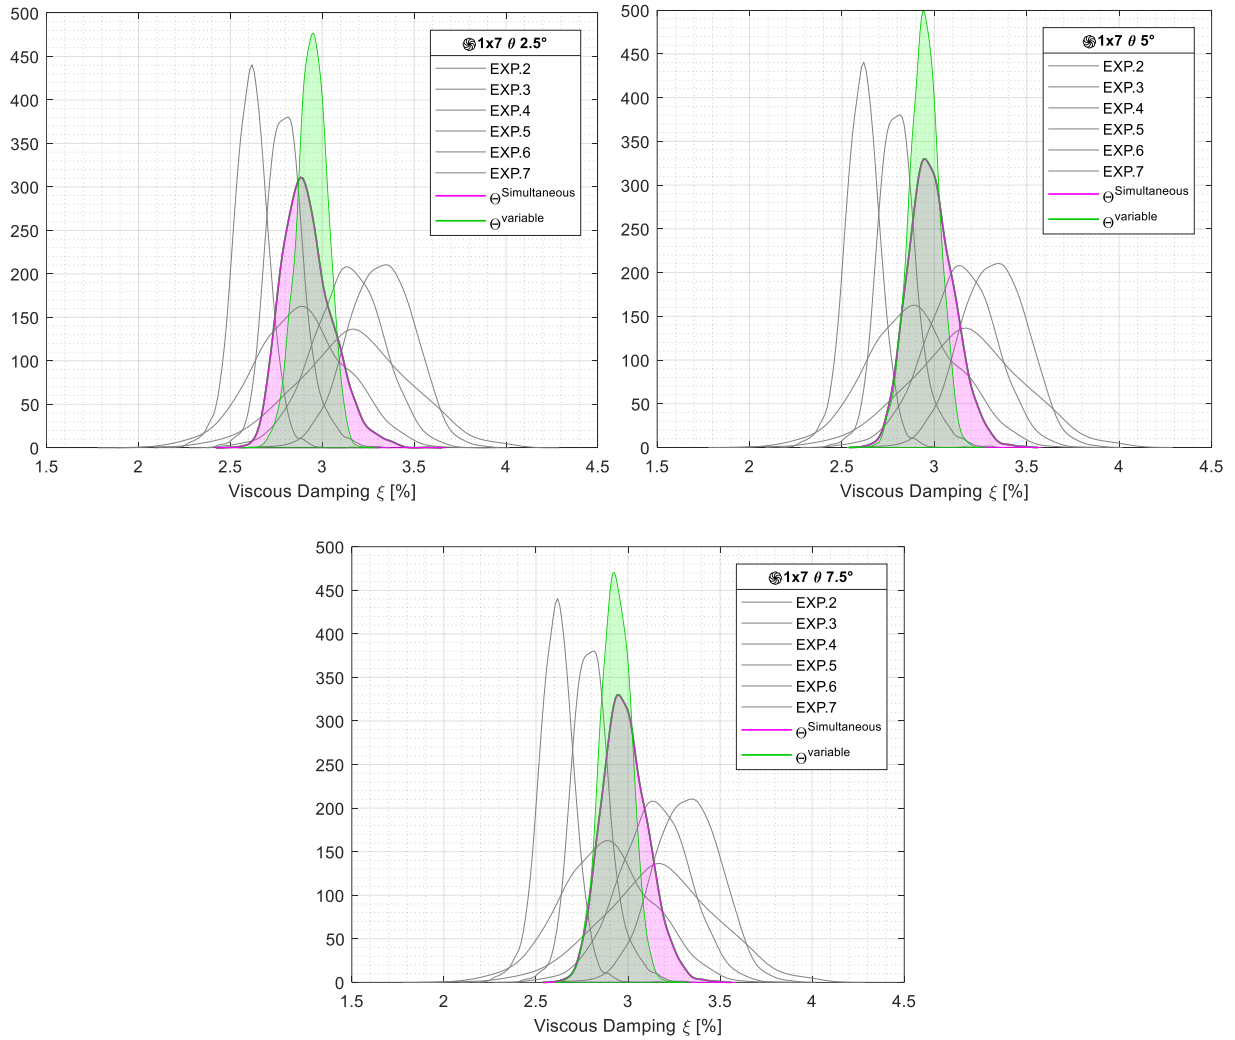 500
450
400
350
300
250
200
150
100
50
0
1.5 2 2.5 3 3.5 4 4.5
Viscous Damping ξ [%]
1x7 θ 2.5°
EXP.2
EXP.3
EXP.4
EXP.5
EXP.6
EXP.7
Θ^Simultaneous
Θ^variable
500
450
400
350
300
250
200
150
100
50
0
1.5 2 2.5 3 3.5 4 4.5
Viscous Damping ξ [%]
1x7 θ 5°
EXP.2
EXP.3
EXP.4
EXP.5
EXP.6
EXP.7
Θ^Simultaneous
Θ^variable
500
450
400
350
300
250
200
150
100
50
0
1.5 2 2.5 3 3.5 4 4.5
Viscous Damping ξ [%]
1x7 θ 7.5°
EXP.2
EXP.3
EXP.4
EXP.5
EXP.6
EXP.7
Θ^Simultaneous
Θ^variable